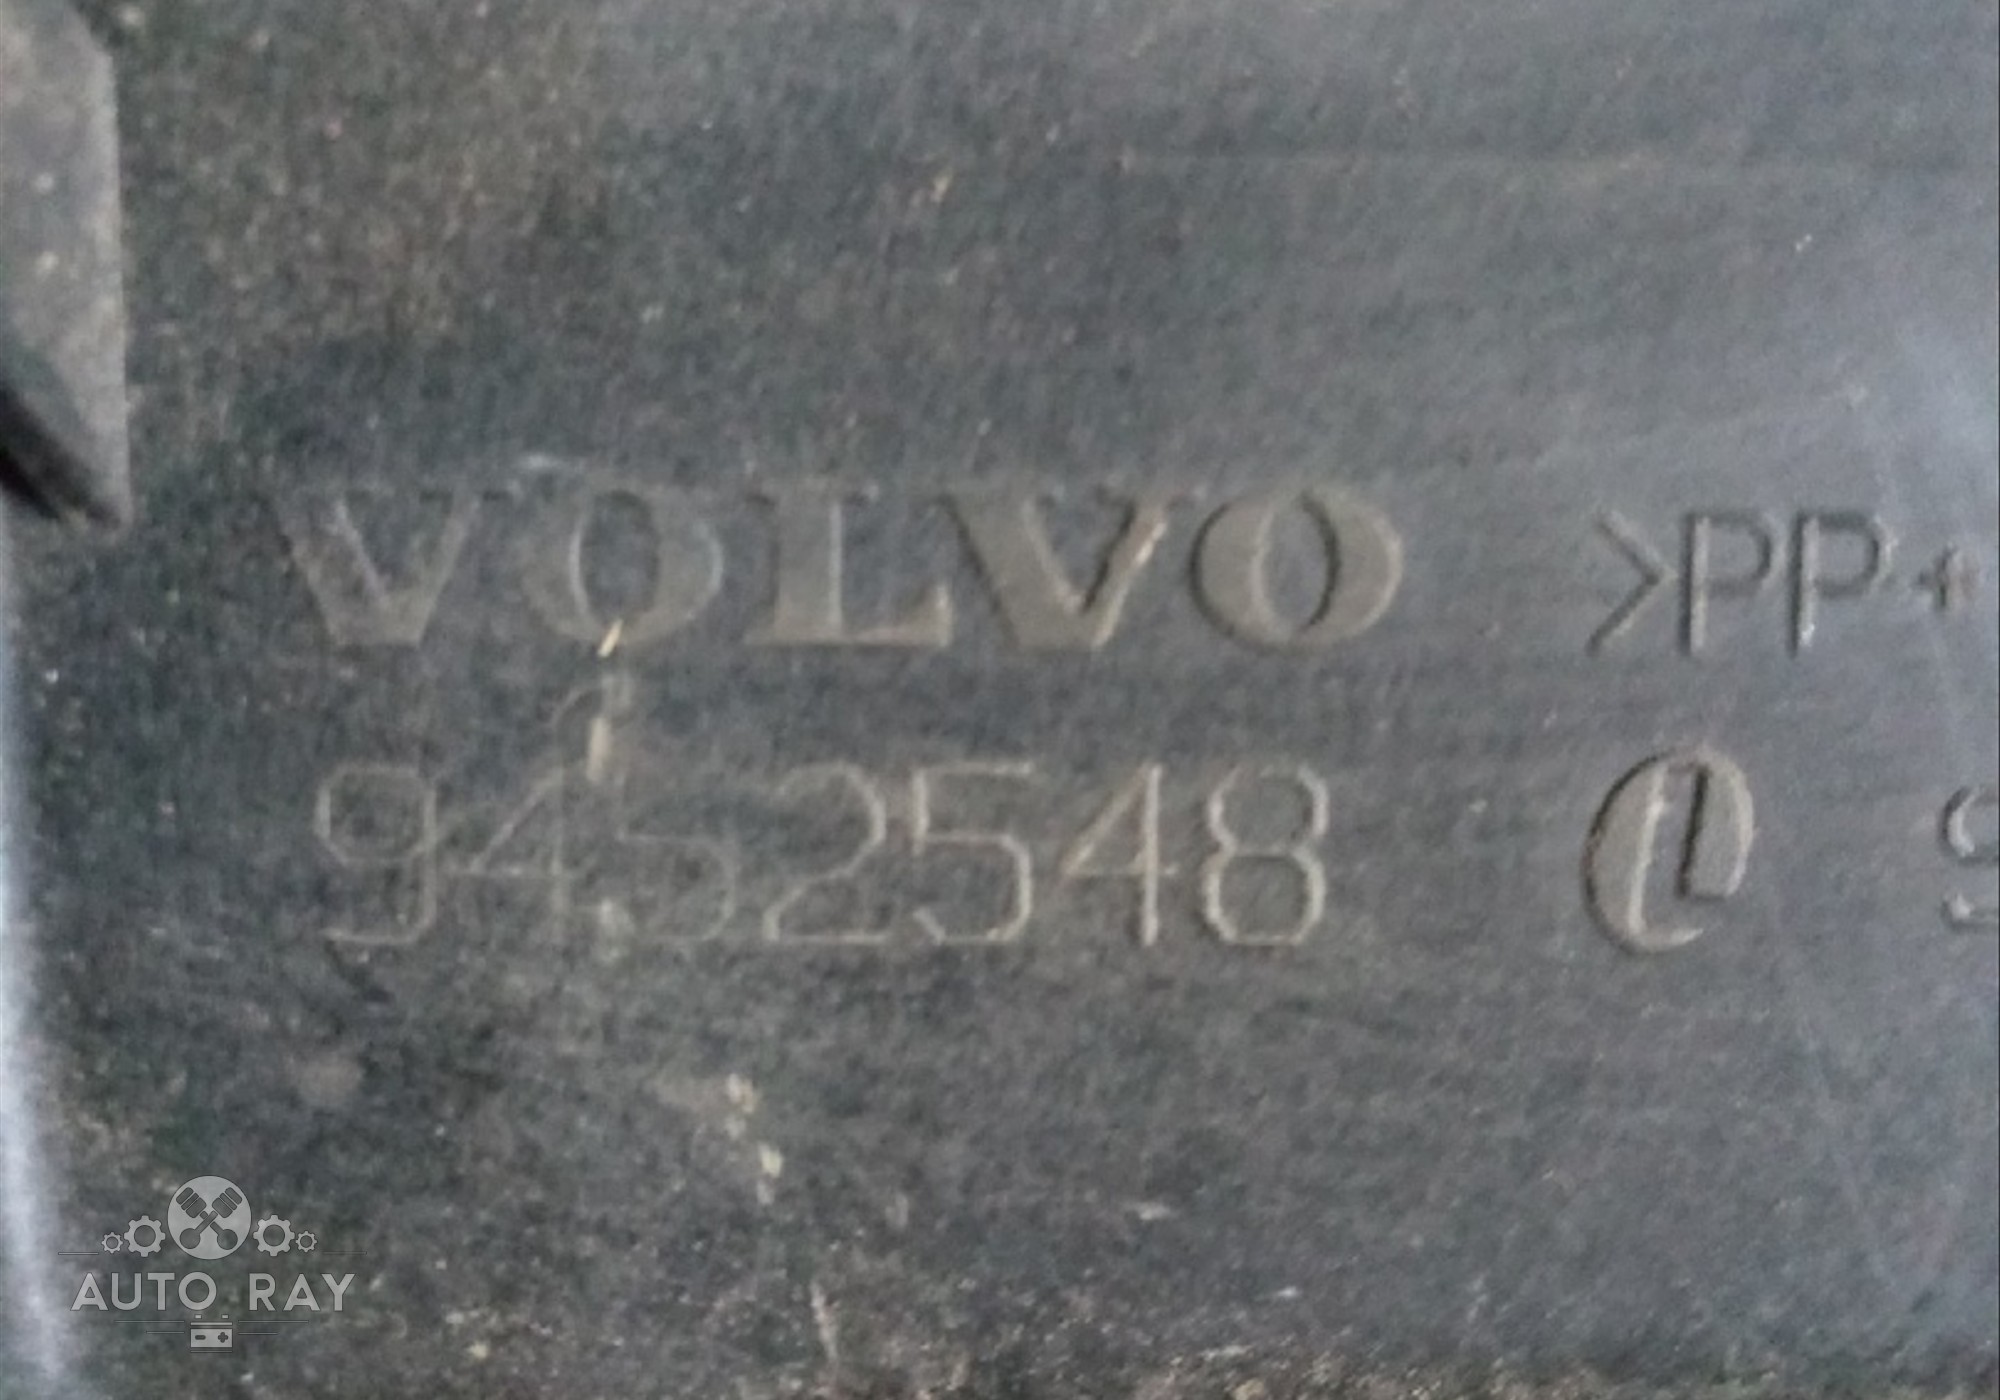 VOLVO >PP+
9452548
AUTO RAY